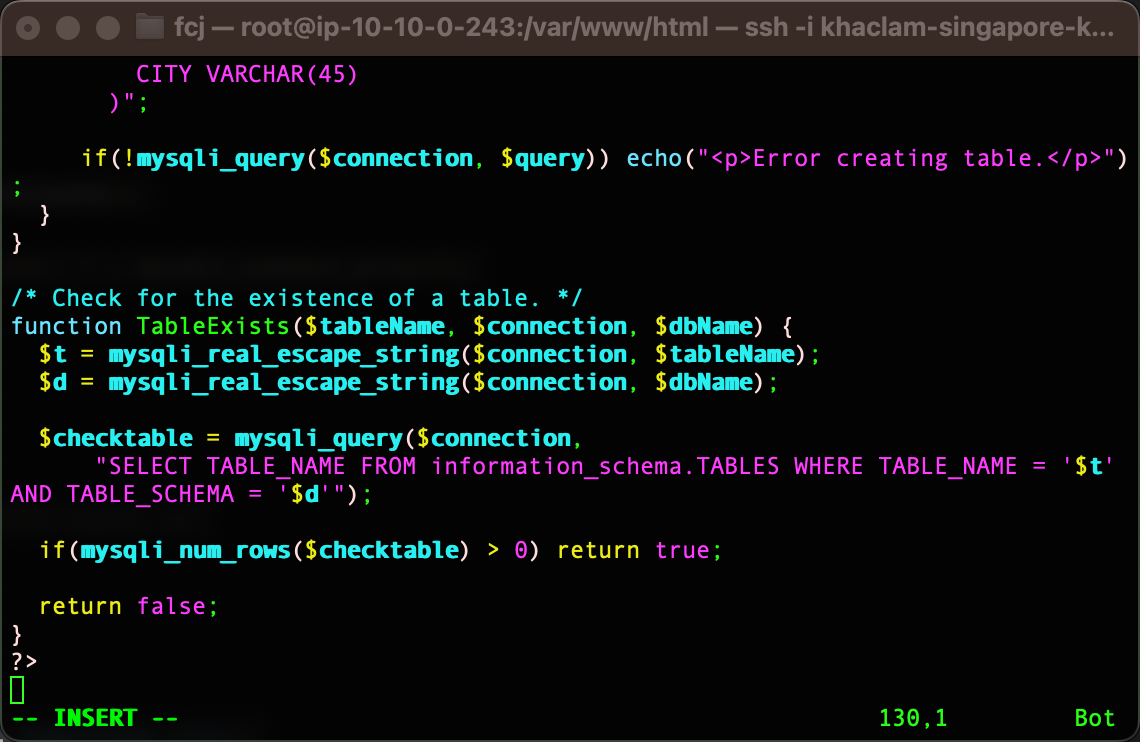 fcj — root@ip-10-10-0-243:/var/www/html — ssh -i khaclam-singapore-k...
CITY VARCHAR(45)
)";
if(!mysqli_query($connection, $query)) echo("<p>Error creating table.</p>")
;
}
}
/* Check for the existence of a table. */
function TableExists($tableName, $connection, $dbName) {
$t = mysqli_real_escape_string($connection, $tableName);
$d = mysqli_real_escape_string($connection, $dbName);
$checktable = mysqli_query($connection,
"SELECT TABLE_NAME FROM information_schema.TABLES WHERE TABLE_NAME = '$t'
AND TABLE_SCHEMA = '$d'");
if(mysqli_num_rows($checktable) > 0) return true;
return false;
}
?>
-- INSERT -- 130,1 Bot